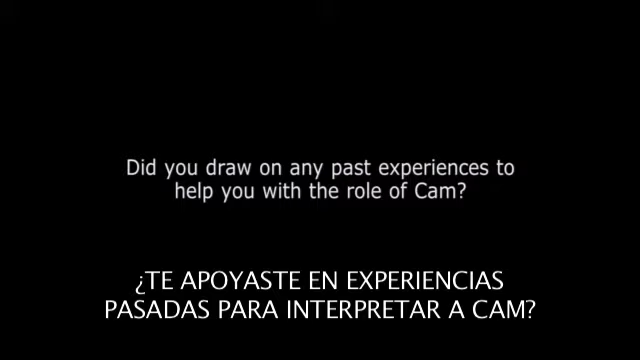 Did you draw on any past experiences to
help you with the role of Cam?
¿TE APOYASTE EN EXPERIENCIAS
PASADAS PARA INTERPRETAR A CAM?